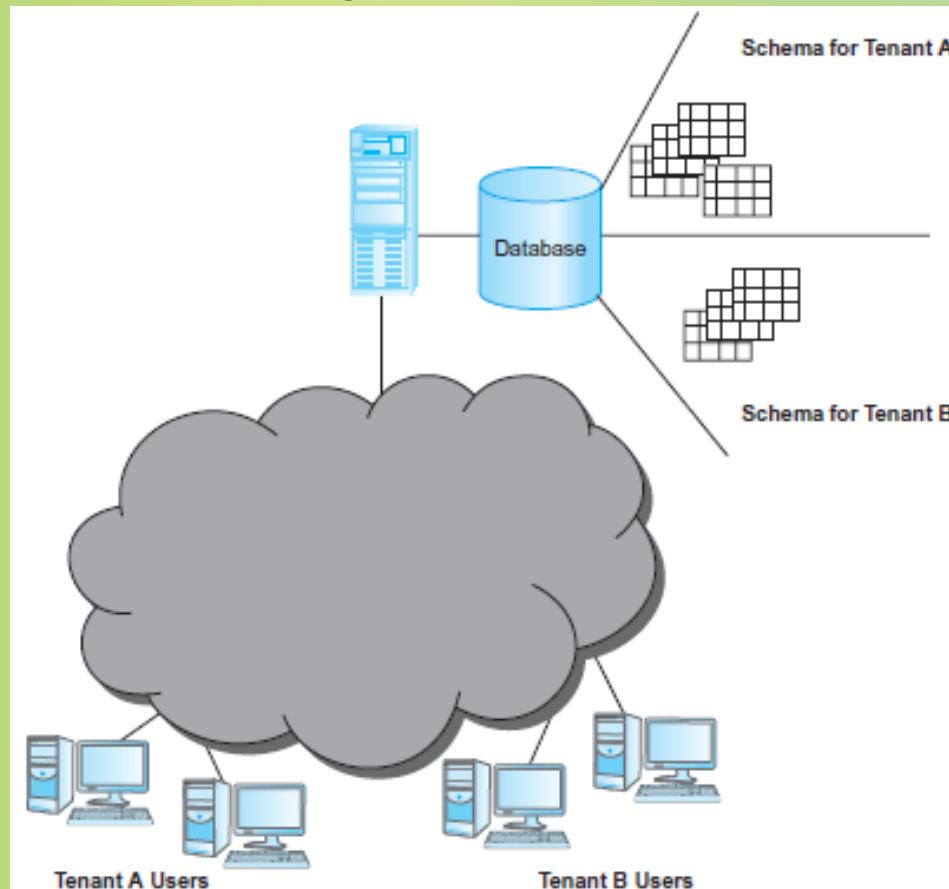 Schema for Tenant A
Database
Schema for Tenant B
Tenant A Users
Tenant B Users